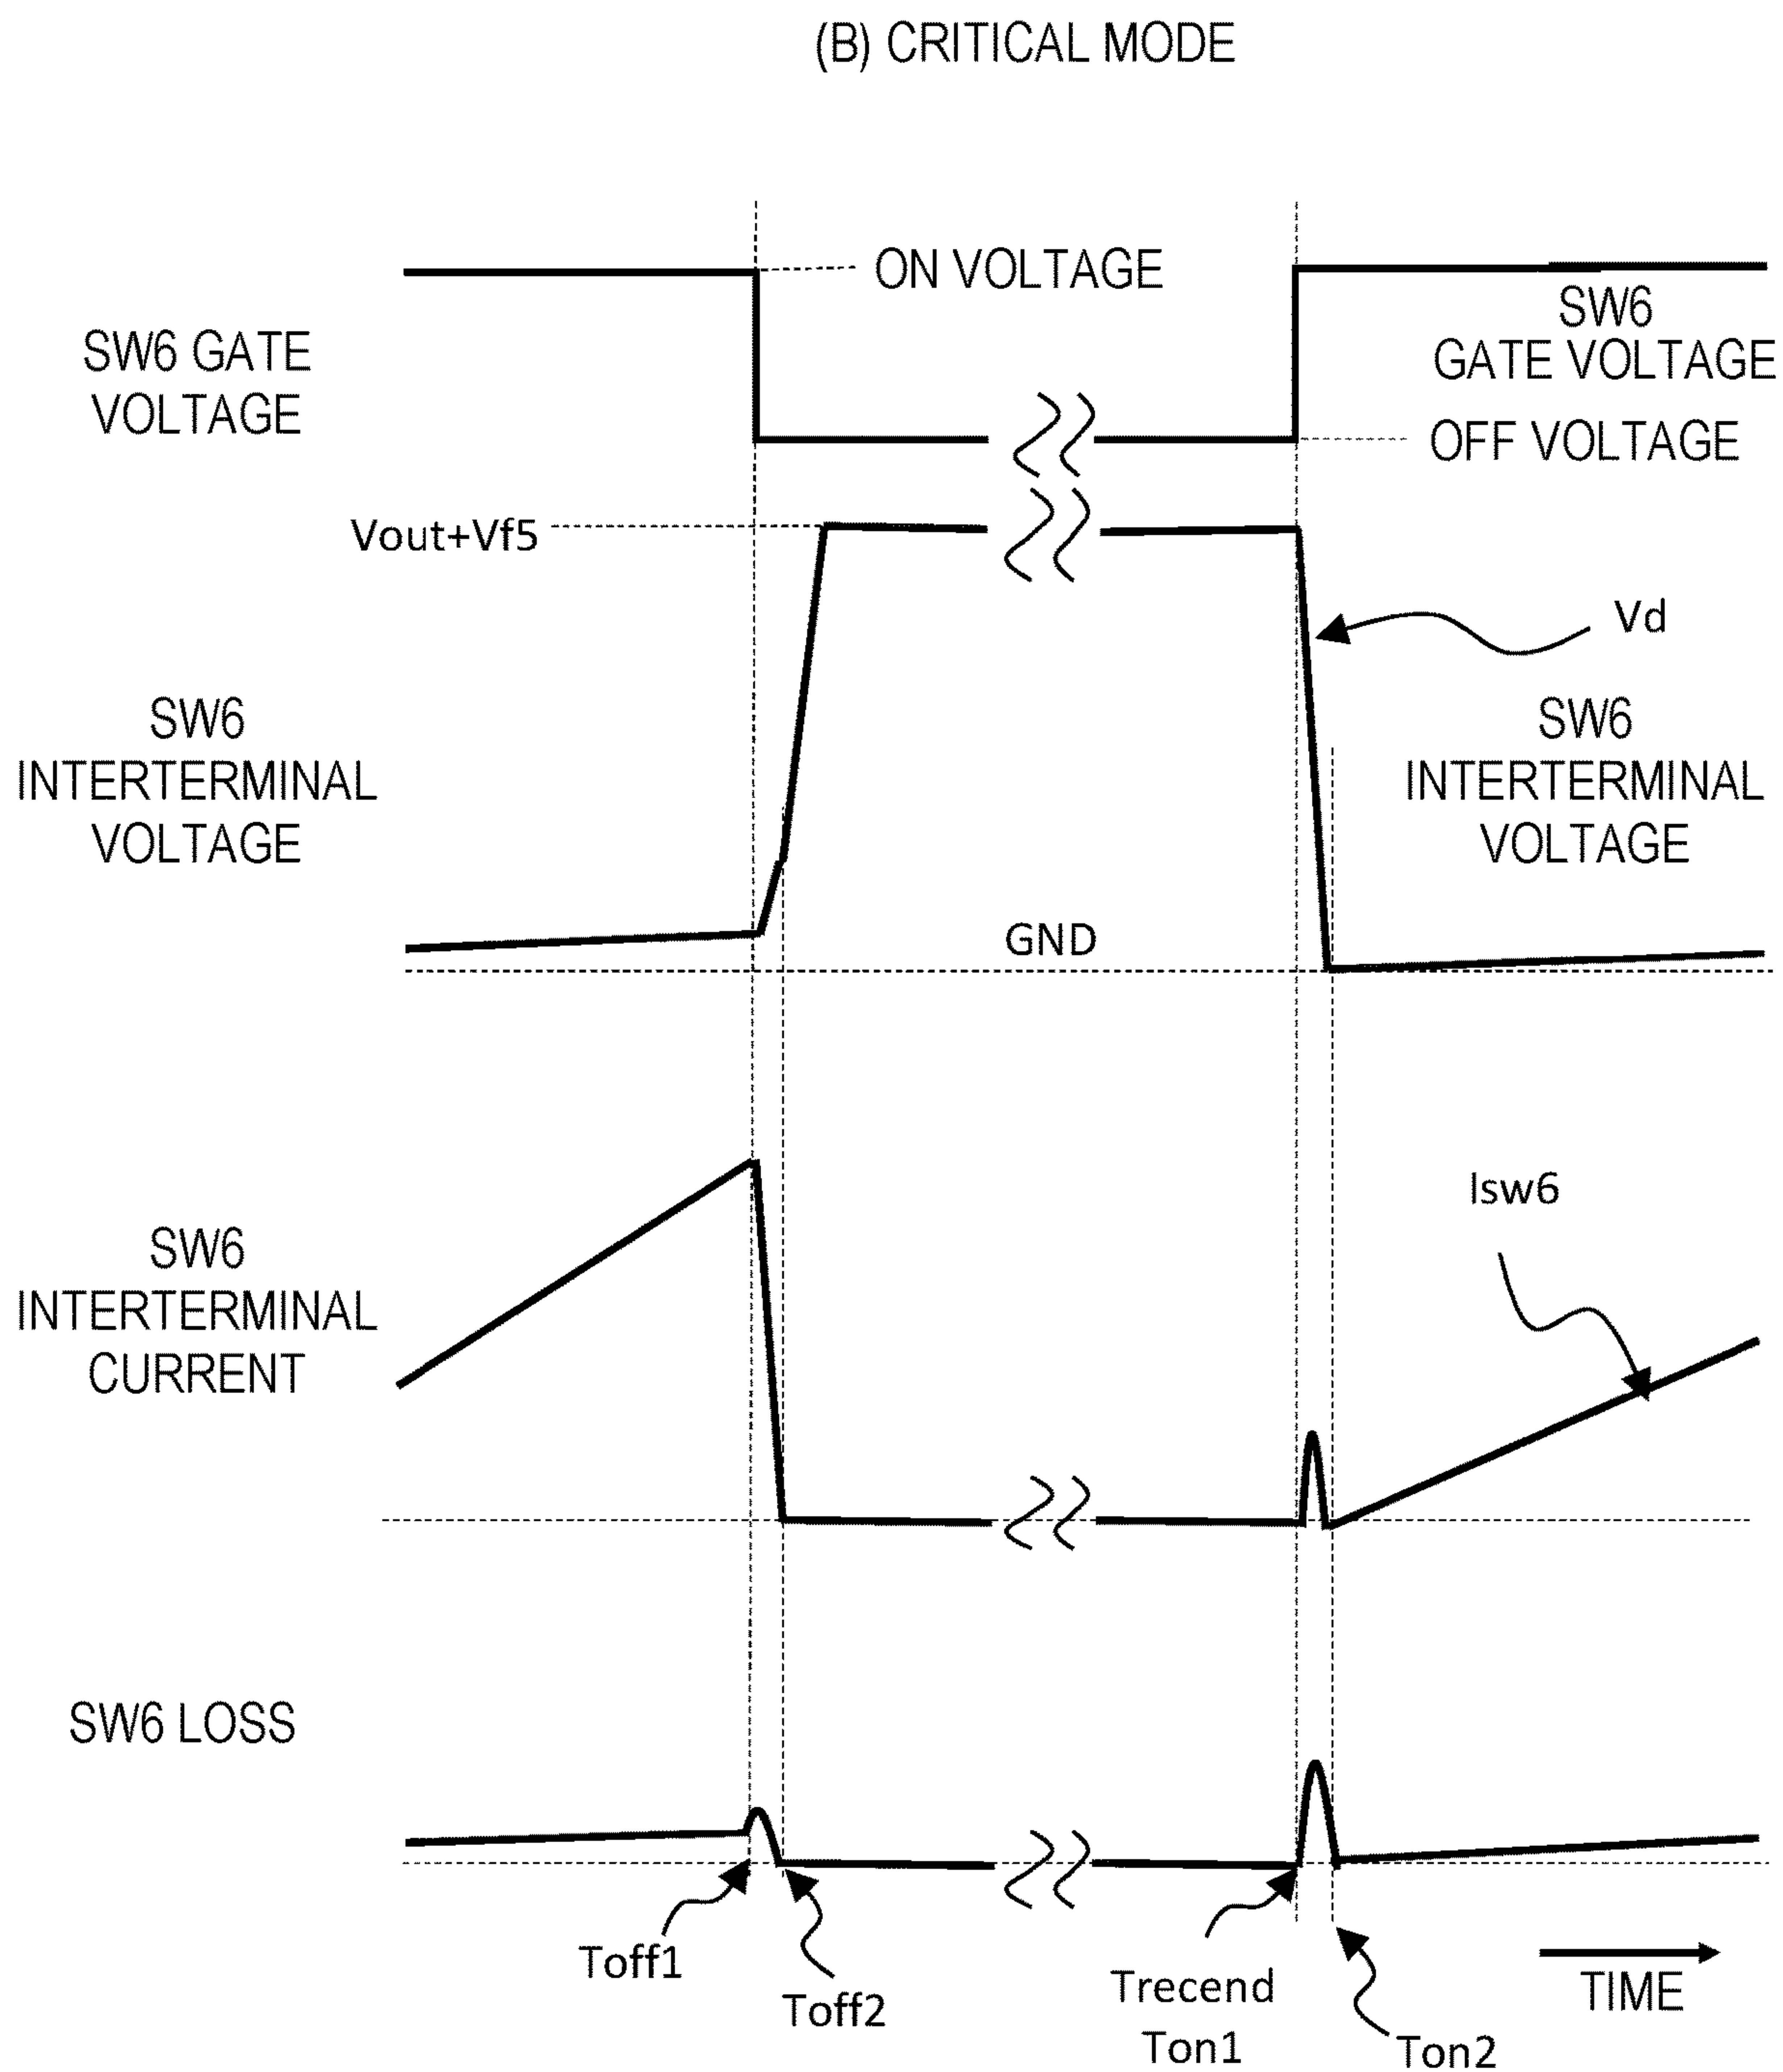 (B) CRITICAL MODE
ON VOLTAGE
SW6 GATE
VOLTAGE
SW6
GATE VOLTAGE
OFF VOLTAGE
Vout+Vf5
Vd
SW6
INTERTERMINAL
VOLTAGE
SW6
INTERTERMINAL
VOLTAGE
GND
Isw6
SW6
INTERTERMINAL
CURRENT
SW6 LOSS
Toff1
Toff2
Trecend
Ton1
Ton2
TIME